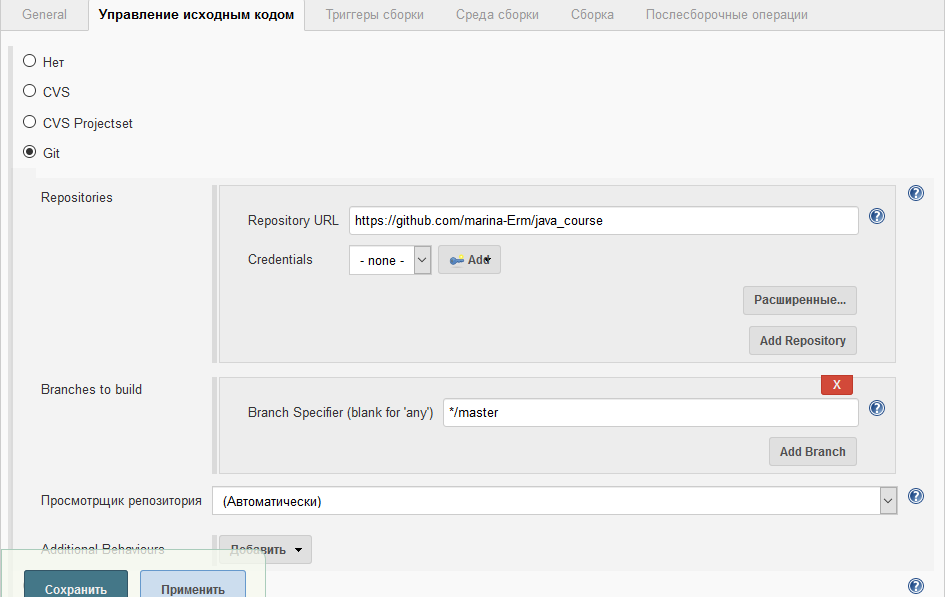 General Управление исходным кодом Триггеры сборки Среда сборки Сборка Послесборочные операции
Нет
CVS
CVS Projectset
Git
Repositories
Repository URL https://github.com/marina-Erm/java_course
Credentials - none - Add
Расширенные...
Add Repository
Branches to build
X
Branch Specifier (blank for 'any') */master
Add Branch
Просмотрщик репозитория (Автоматически)
Additional Behaviours Добавить
Сохранить Применить